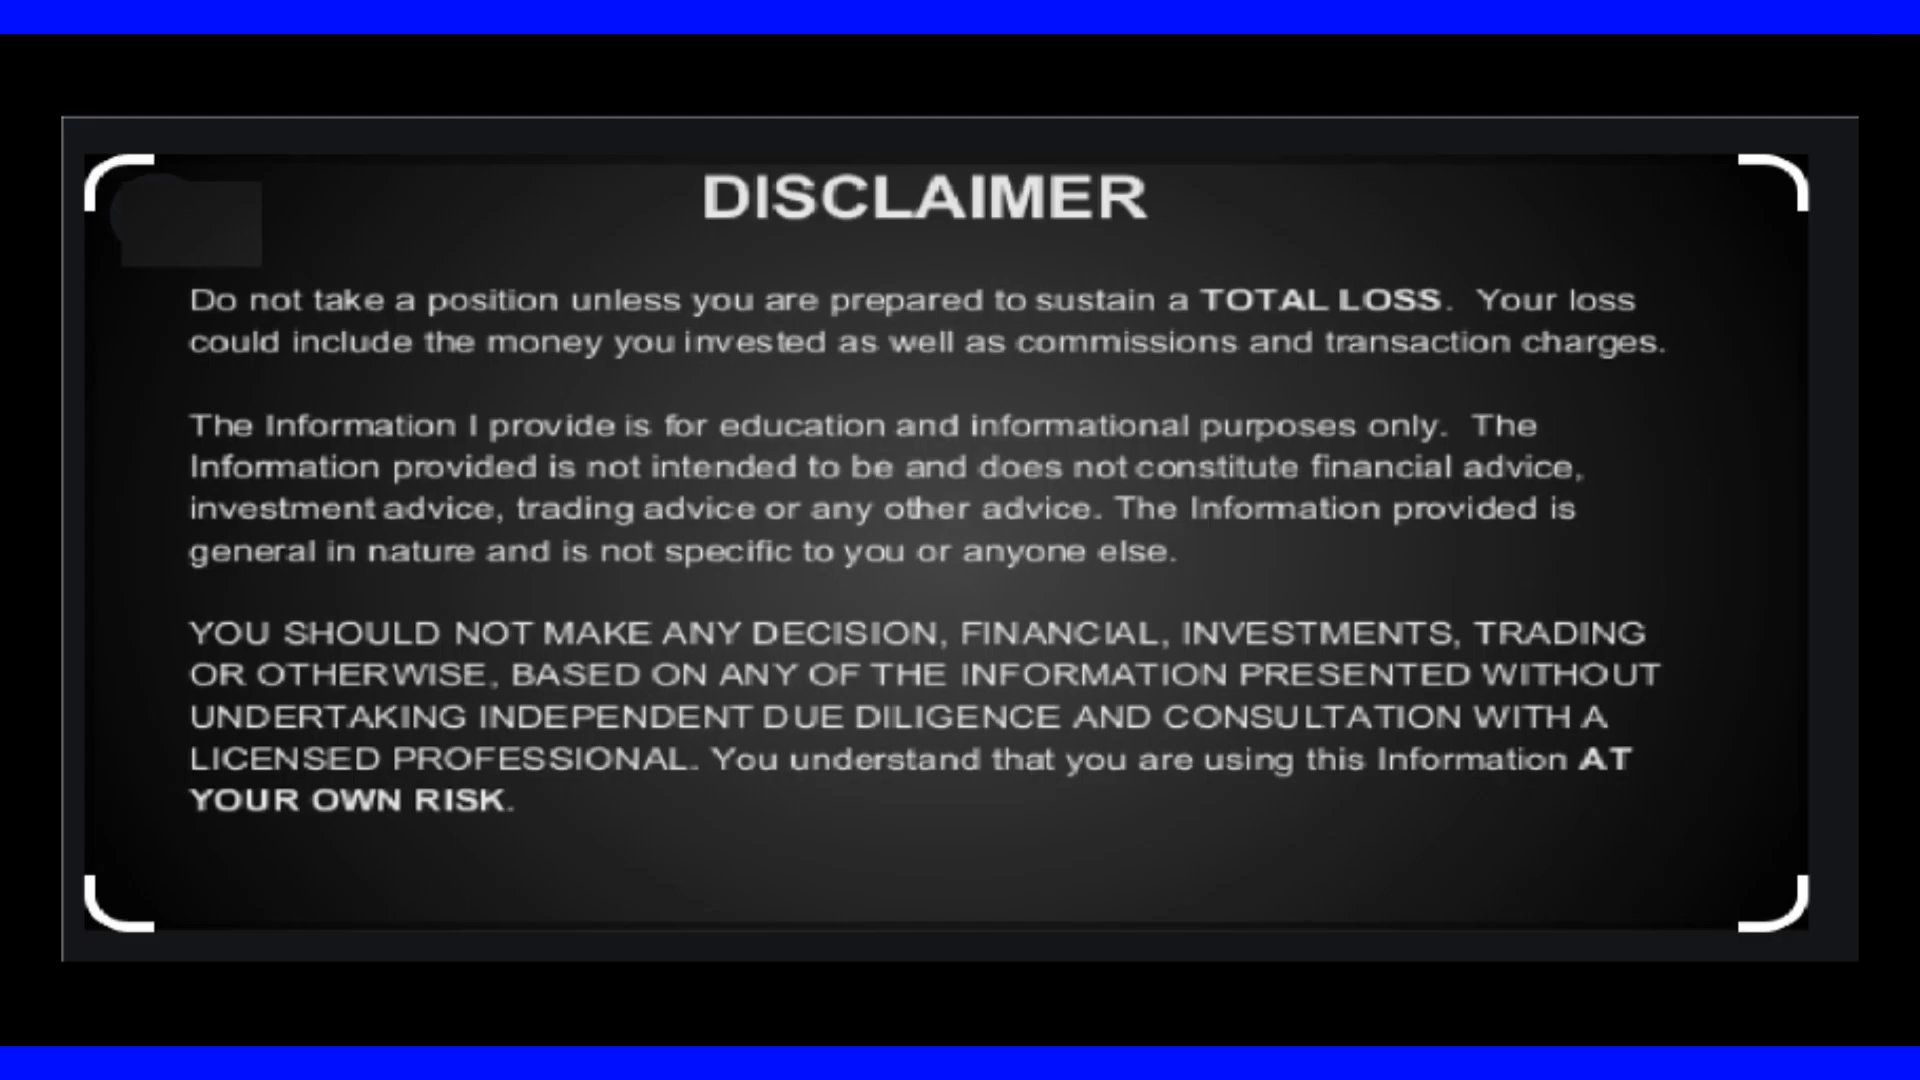 DISCLAIMER
Do not take a position unless you are prepared to sustain a TOTAL LOSS.  Your loss
could include the money you invested as well as commissions and transaction charges.
The Information I provide is for education and informational purposes only.  The
Information provided is not intended to be and does not constitute financial advice,
investment advice, trading advice or any other advice. The Information provided is
general in nature and is not specific to you or anyone else.
YOU SHOULD NOT MAKE ANY DECISION, FINANCIAL, INVESTMENTS, TRADING
OR OTHERWISE, BASED ON ANY OF THE INFORMATION PRESENTED WITHOUT
UNDERTAKING INDEPENDENT DUE DILIGENCE AND CONSULTATION WITH A
LICENSED PROFESSIONAL. You understand that you are using this Information AT
YOUR OWN RISK.